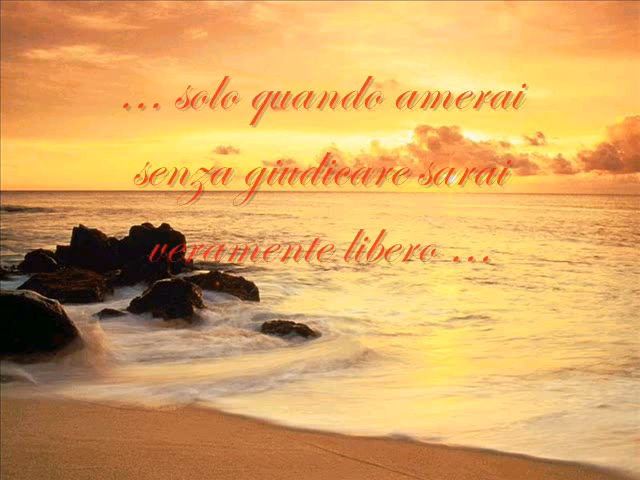 ... solo quando amerai
senza giudicare sarai
veramente libero ...